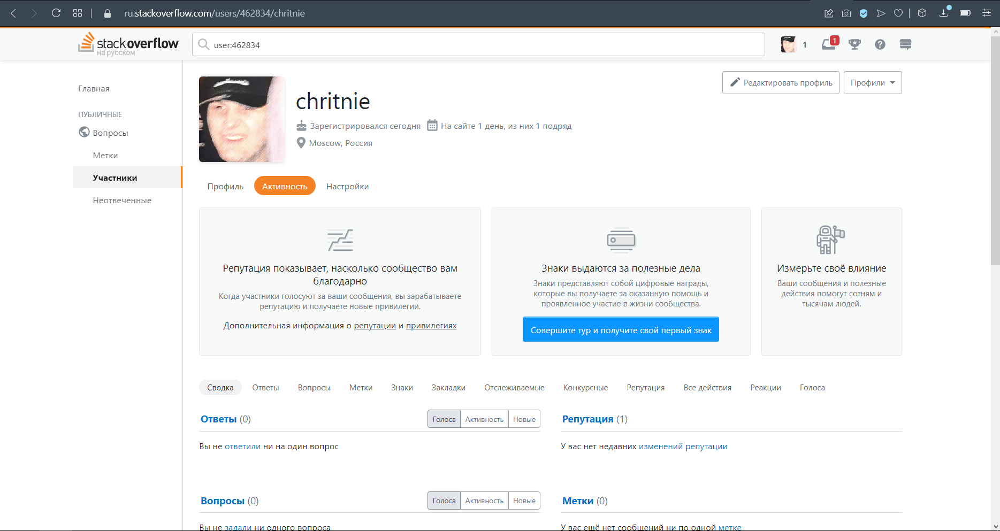 ru.stackoverflow.com/users/462834/chritnie
stackoverflow
на русском
user:462834
1
1
Главная
ПУБЛИЧНЫЕ
Вопросы
Метки
Участники
Неотвеченные
Редактировать профиль
Профили
chritnie
Зарегистрировался сегодня
На сайте 1 день, из них 1 подряд
Moscow, Россия
Профиль
Активность
Настройки
Репутация показывает, насколько сообщество вам
благодарно
Когда участники голосуют за ваши сообщения, вы зарабатываете
репутацию и получаете новые привилегии.
Дополнительная информация о репутации и привилегиях
Знаки выдаются за полезные дела
Знаки представляют собой цифровые награды,
которые вы получаете за оказанную помощь и
проявленное участие в жизни сообщества.
Совершите тур и получите свой первый знак
Измерьте своё влияние
Ваши сообщения и полезные
действия помогут сотням и
тысячам людей.
Сводка
Ответы
Вопросы
Метки
Знаки
Закладки
Отслеживаемые
Конкурсные
Репутация
Все действия
Реакции
Голоса
Ответы (0)
Голоса
Активность
Новые
Вы не ответили ни на один вопрос
Репутация (1)
У вас нет недавних изменений репутации
Вопросы (0)
Голоса
Активность
Новые
Вы не задали ни одного вопроса
Метки (0)
У вас ещё нет сообщений ни по одной метке